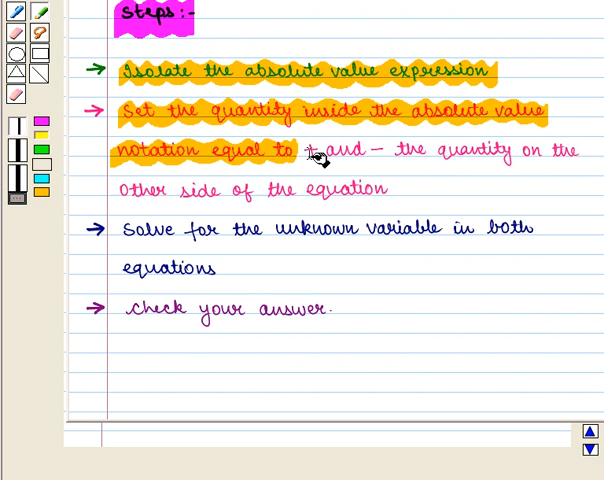 Steps :-
→ Isolate the absolute value expression
→ Set the quantity inside the absolute value
notation equal to + and - the quantity on the
other side of the equation
→ Solve for the unknown variable in both
equations
→ Check your answer.